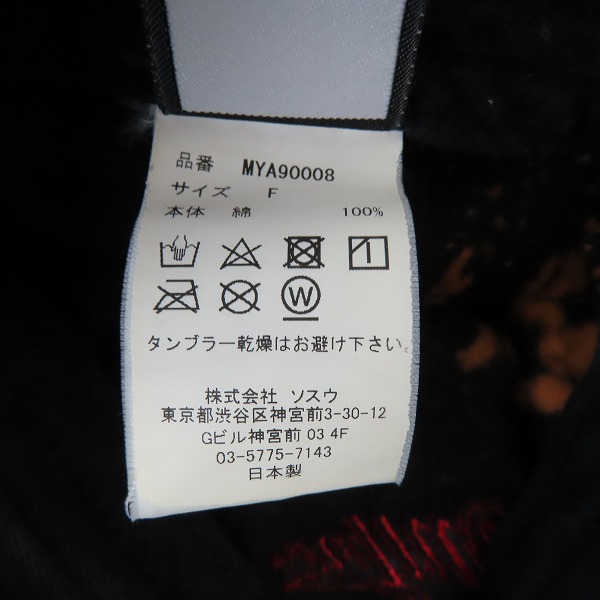 品番 MYA90008
サイズ F
本体 綿 100%
W
タンブラー乾燥はお避け下さい。
株式会社 ソスウ
東京都渋谷区神宮前3-30-12
Gビル神宮前 03 4F
03-5775-7143
日本製